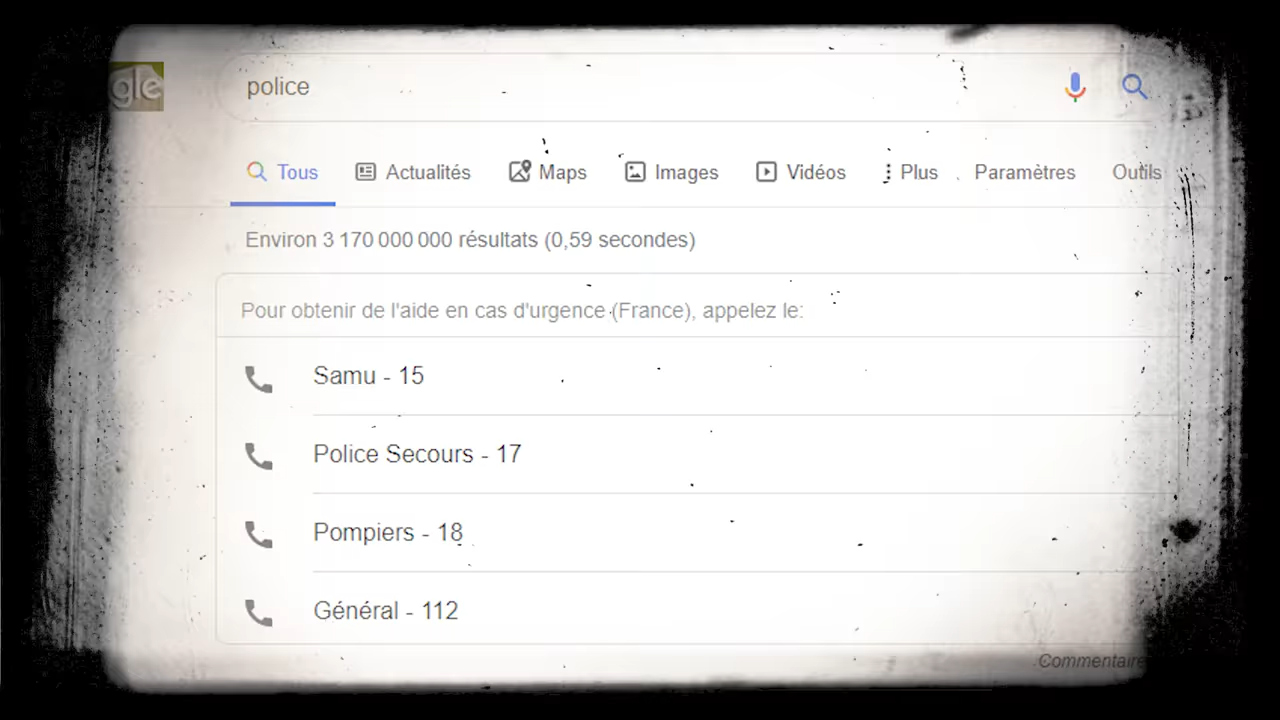 gle
police
Tous Actualités Maps Images Vidéos Plus Paramètres Outils
Environ 3 170 000 000 résultats (0,59 secondes)
Pour obtenir de l'aide en cas d'urgence (France), appelez le:
Samu - 15
Police Secours - 17
Pompiers - 18
Général - 112
Commentaire